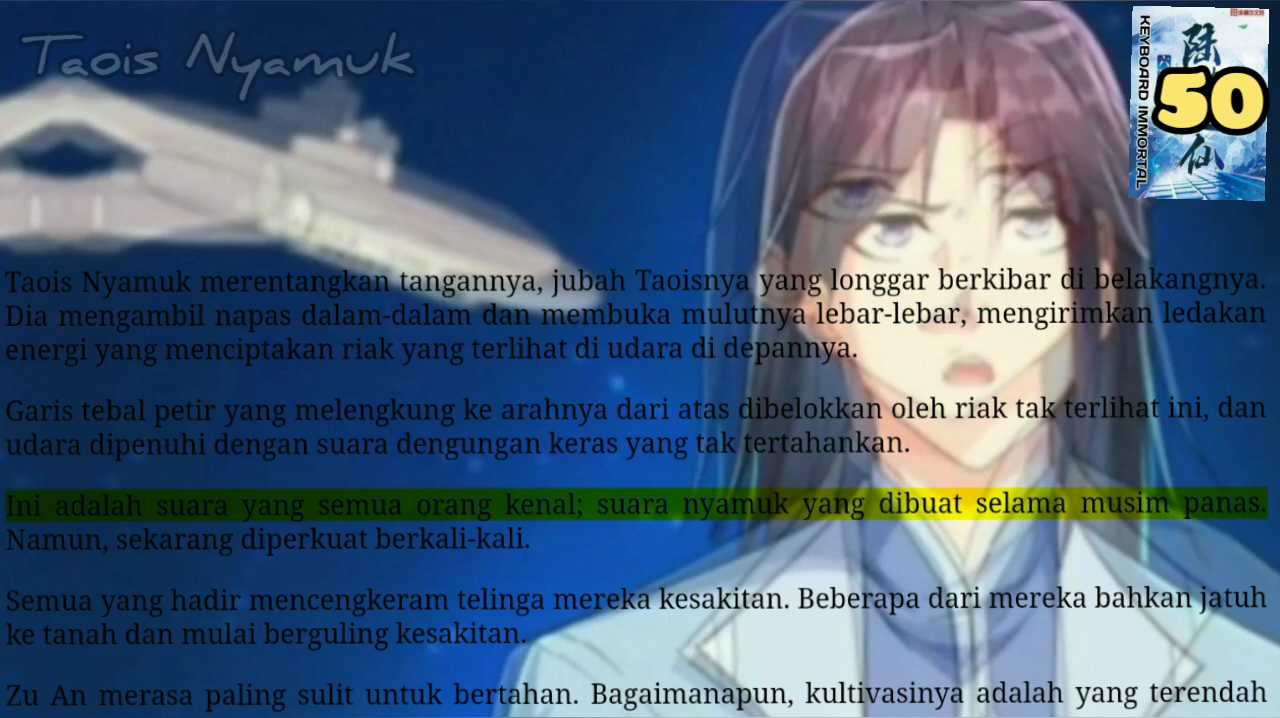 Taois Nyamuk
KEYBOARD IMMORTAL
陆
仙
50
Taois Nyamuk merentangkan tangannya, jubah Taoisnya yang longgar berkibar di belakangnya.
Dia mengambil napas dalam-dalam dan membuka mulutnya lebar-lebar, mengirimkan ledakan
energi yang menciptakan riak yang terlihat di udara di depannya.
Garis tebal petir yang melengkung ke arahnya dari atas dibelokkan oleh riak tak terlihat ini, dan
udara dipenuhi dengan suara dengungan keras yang tak tertahankan.
Ini adalah suara yang semua orang kenal; suara nyamuk yang dibuat selama musim panas.
Namun, sekarang diperkuat berkali-kali.
Semua yang hadir mencengkeram telinga mereka kesakitan. Beberapa dari mereka bahkan jatuh
ke tanah dan mulai berguling kesakitan.
Zu An merasa paling sulit untuk bertahan. Bagaimanapun, kultivasinya adalah yang terendah